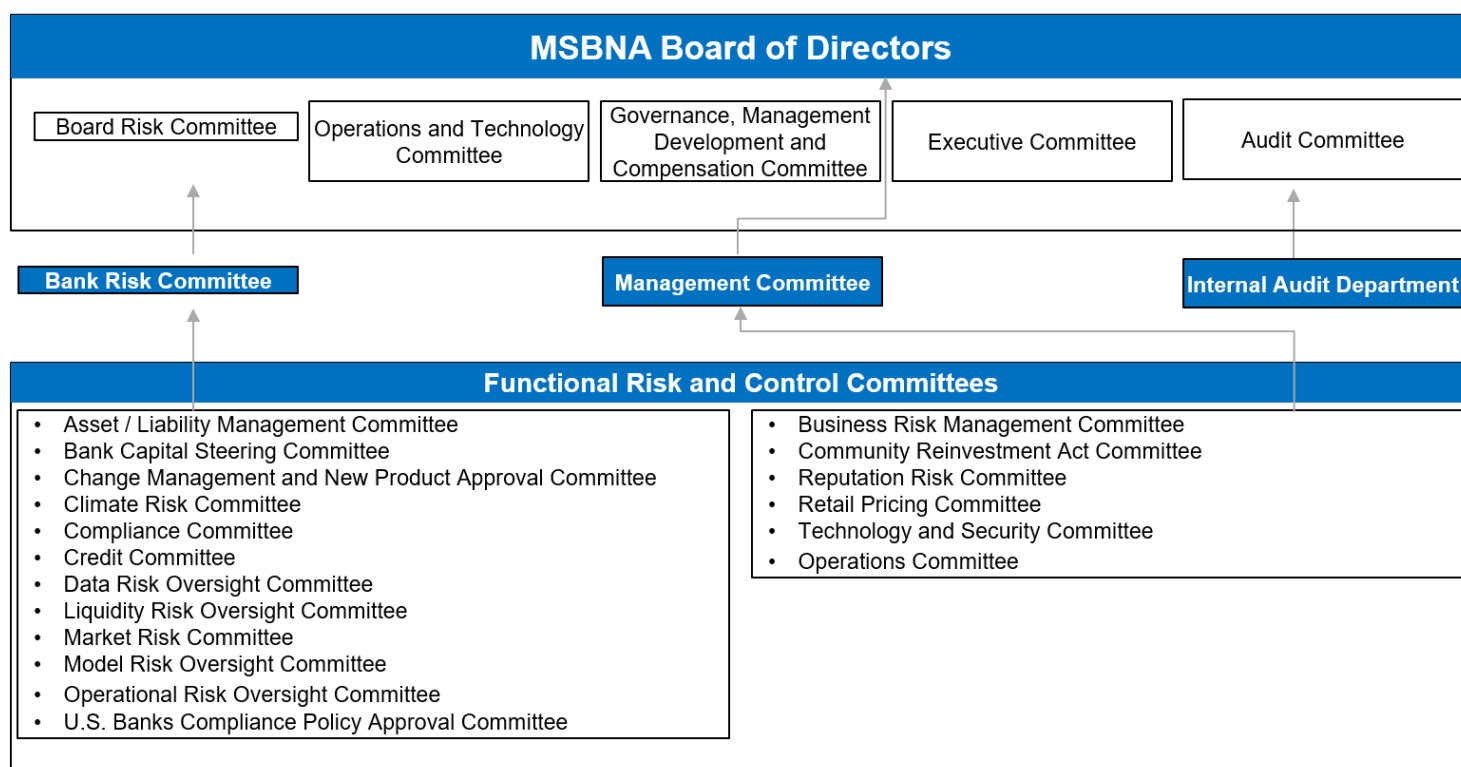 MSBNA Board of Directors
Board Risk Committee
Operations and Technology
Committee
Governance, Management
Development and
Compensation Committee
Executive Committee
Audit Committee
Bank Risk Committee
Management Committee
Internal Audit Department
Functional Risk and Control Committees
• Asset / Liability Management Committee
• Bank Capital Steering Committee
• Change Management and New Product Approval Committee
• Climate Risk Committee
• Compliance Committee
• Credit Committee
• Data Risk Oversight Committee
• Liquidity Risk Oversight Committee
• Market Risk Committee
• Model Risk Oversight Committee
• Operational Risk Oversight Committee
• U.S. Banks Compliance Policy Approval Committee
• Business Risk Management Committee
• Community Reinvestment Act Committee
• Reputation Risk Committee
• Retail Pricing Committee
• Technology and Security Committee
• Operations Committee